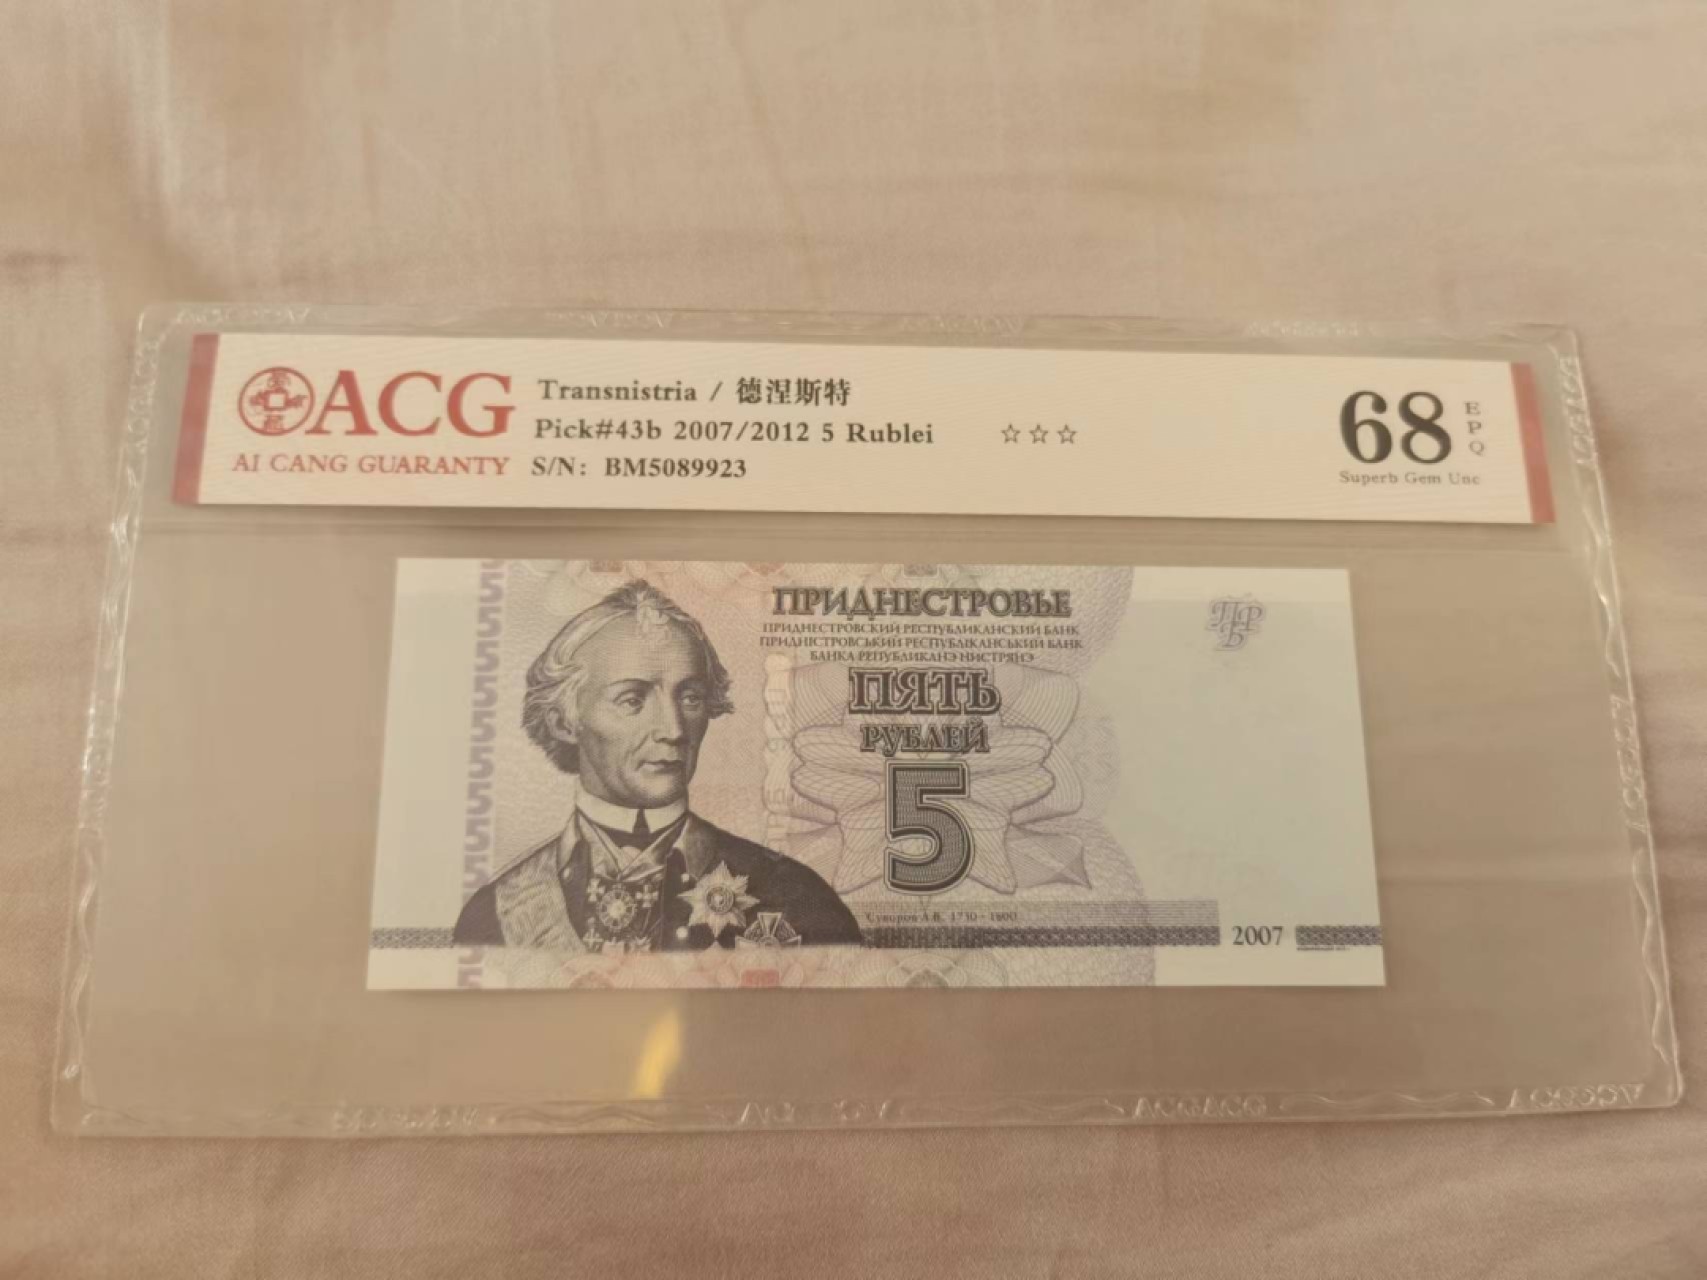 ACG
AI CANG GUARANTY
Transnistria / 德涅斯特
Pick#43b 2007/2012 5 Rublei ☆☆☆
S/N: BM5089923
68
EPQ
Superb Gem Unc
ПРИДНЕСТРОВЬЕ
ПРИДНЕСТРОВСКИЙ РЕСПУБЛИКАНСКИЙ БАНК
ПРИДНІСТРОВСЬКИЙ РЕСПУБЛІКАНСЬКИЙ БАНК
БАНКА РЕПУБЛИКАНЭ НИСТРЯНЭ
ПЯТЬ
РУБЛЕЙ
5
Суворов А.В. 1730 - 1800
2007
ПРБ
ACGACG